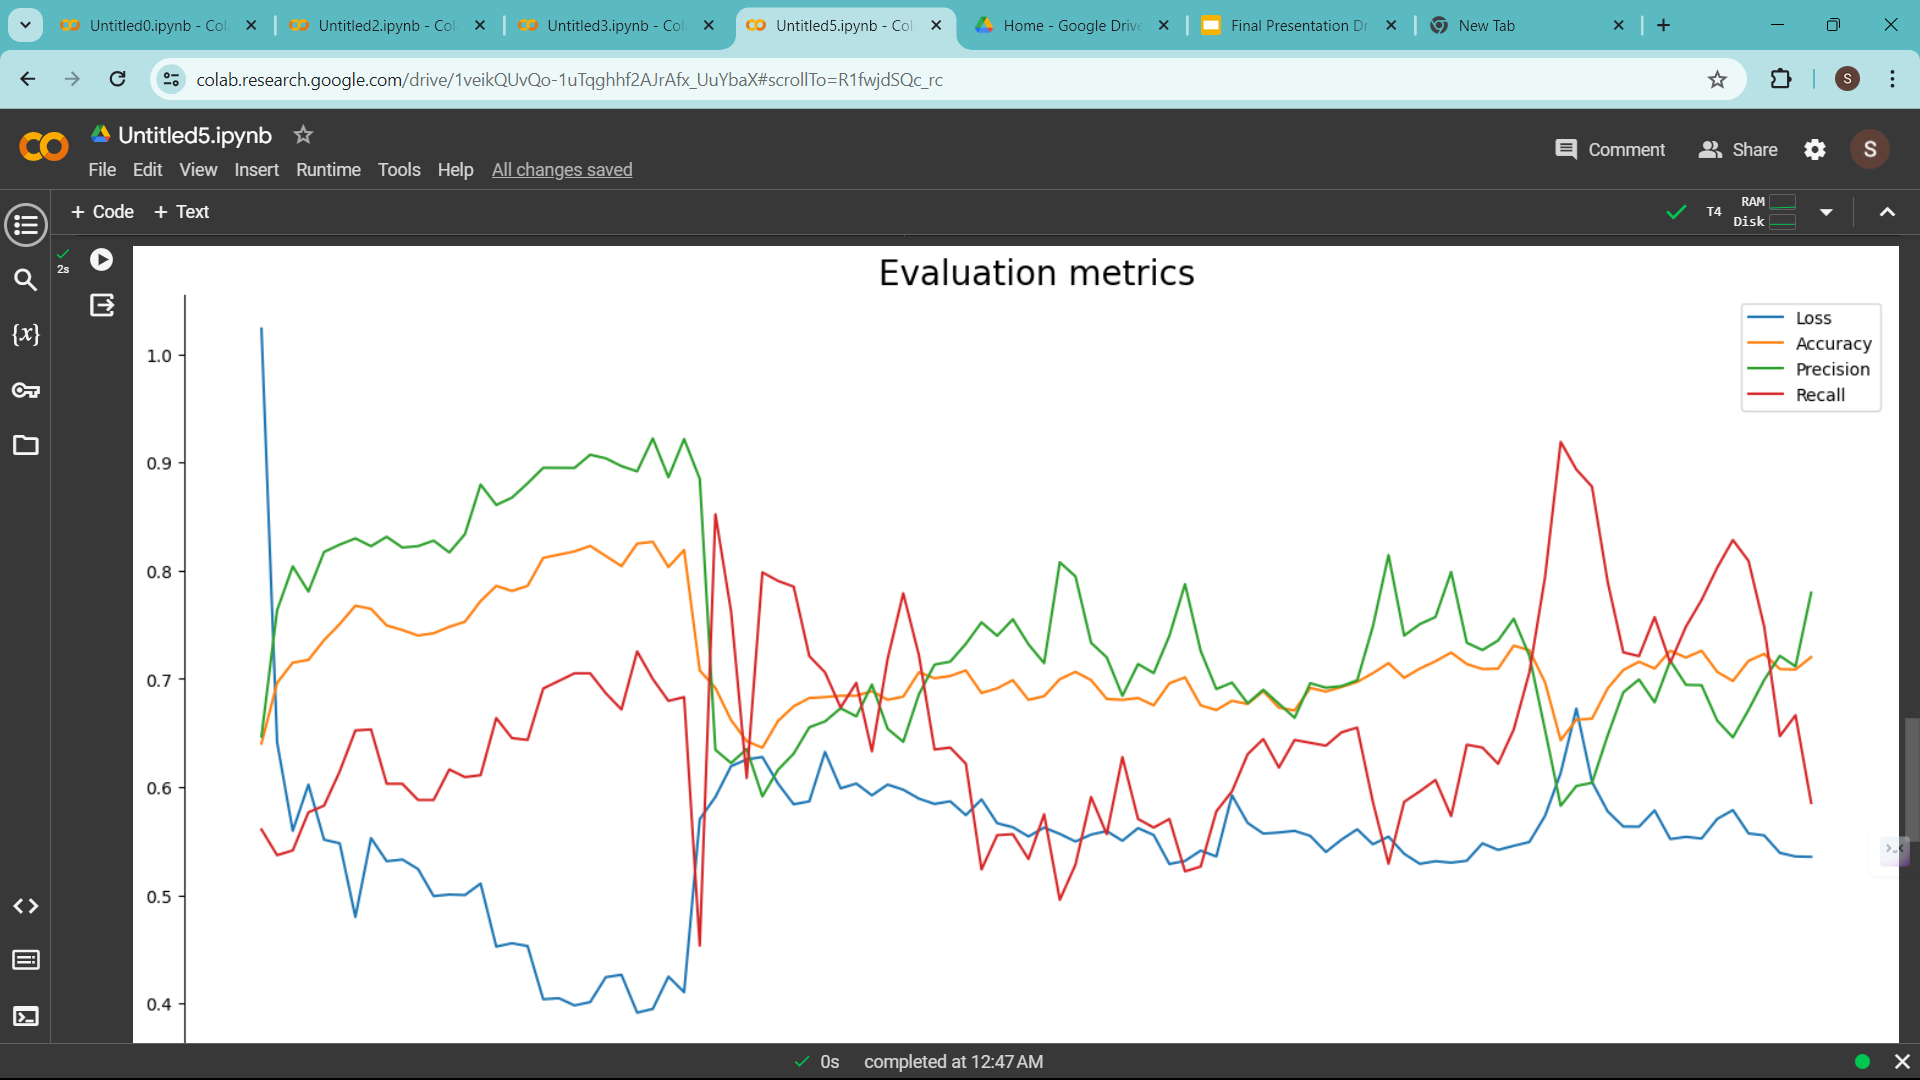 Untitled0.ipynb - Col
Untitled2.ipynb - Col
Untitled3.ipynb - Col
Untitled5.ipynb - Col
Home - Google Drive
Final Presentation Dr
New Tab
colab.research.google.com/drive/1veikQUvQo-1uTqghhf2AJrAfx_UuYbaX#scrollTo=R1fwjdSQc_rc
S
CO
Untitled5.ipynb
File Edit View Insert Runtime Tools Help All changes saved
Comment
Share
S
+ Code + Text
T4
RAM
Disk
{x}
2s
Evaluation metrics
Loss
Accuracy
Precision
Recall
1.0
0.9
0.8
0.7
0.6
0.5
0.4
0s completed at 12:47 AM